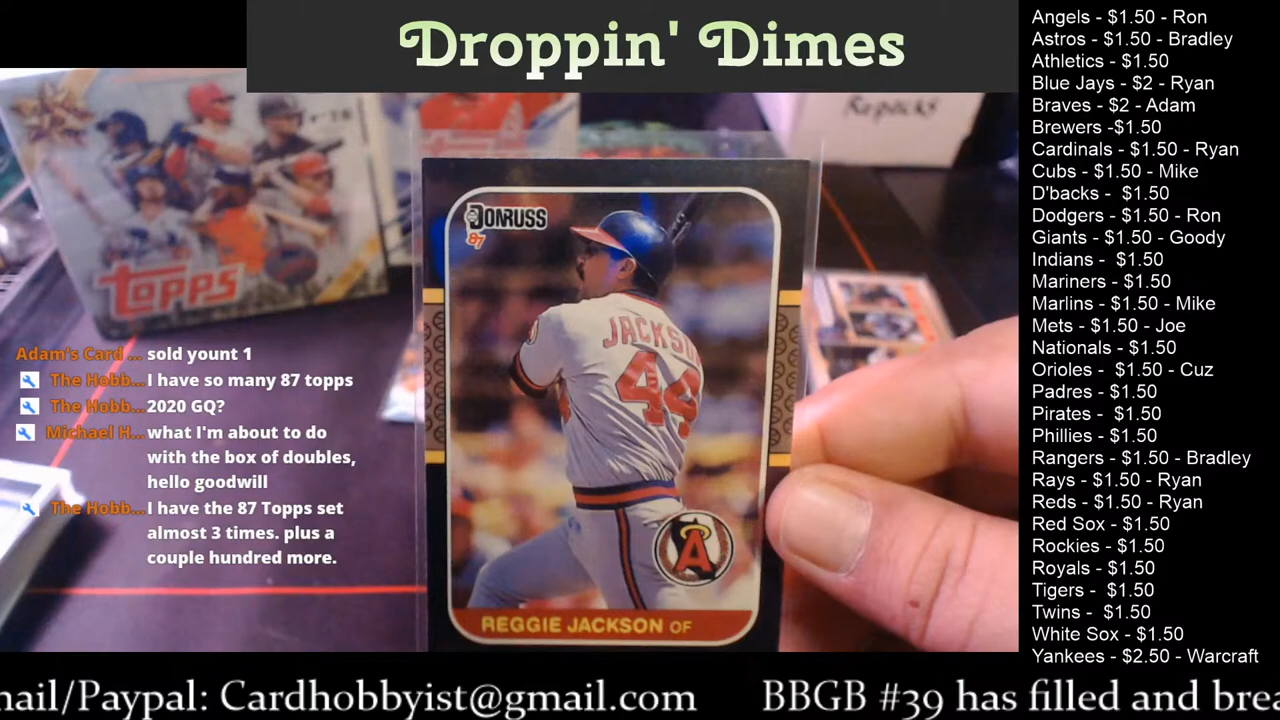 Droppin' Dimes
Repacks
TOPPS
DONRUSS
87
JACKSON
44
A
REGGIE JACKSON OF
Adam's Card ... sold yount 1
The Hobb... I have so many 87 topps
The Hobb... 2020 GQ?
Michael H... what I'm about to do
with the box of doubles,
hello goodwill
The Hobb... I have the 87 Topps set
almost 3 times. plus a
couple hundred more.
Angels - $1.50 - Ron
Astros - $1.50 - Bradley
Athletics - $1.50
Blue Jays - $2 - Ryan
Braves - $2 - Adam
Brewers -$1.50
Cardinals - $1.50 - Ryan
Cubs - $1.50 - Mike
D'backs - $1.50
Dodgers - $1.50 - Ron
Giants - $1.50 - Goody
Indians - $1.50
Mariners - $1.50
Marlins - $1.50 - Mike
Mets - $1.50 - Joe
Nationals - $1.50
Orioles - $1.50 - Cuz
Padres - $1.50
Pirates - $1.50
Phillies - $1.50
Rangers - $1.50 - Bradley
Rays - $1.50 - Ryan
Reds - $1.50 - Ryan
Red Sox - $1.50
Rockies - $1.50
Royals - $1.50
Tigers - $1.50
Twins - $1.50
White Sox - $1.50
Yankees - $2.50 - Warcraft
nail/Paypal: Cardhobbyist@gmail.com BBGB #39 has filled and brea